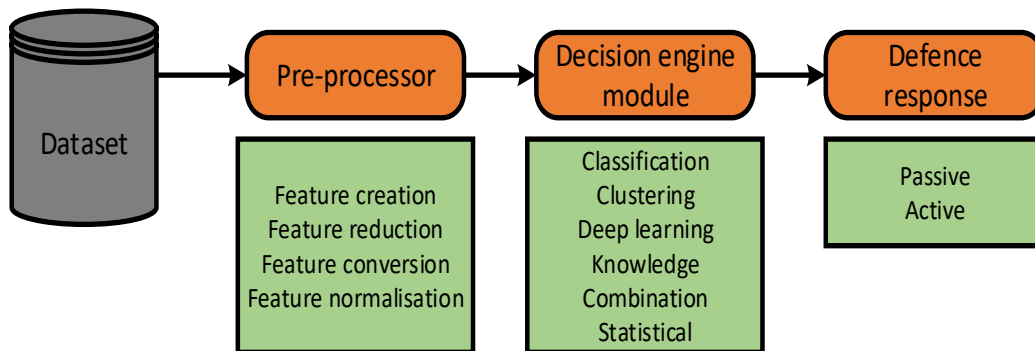 Dataset
Pre-processor
Decision engine
module
Defence
response
Feature creation
Feature reduction
Feature conversion
Feature normalisation
Classification
Clustering
Deep learning
Knowledge
Combination
Statistical
Passive
Active